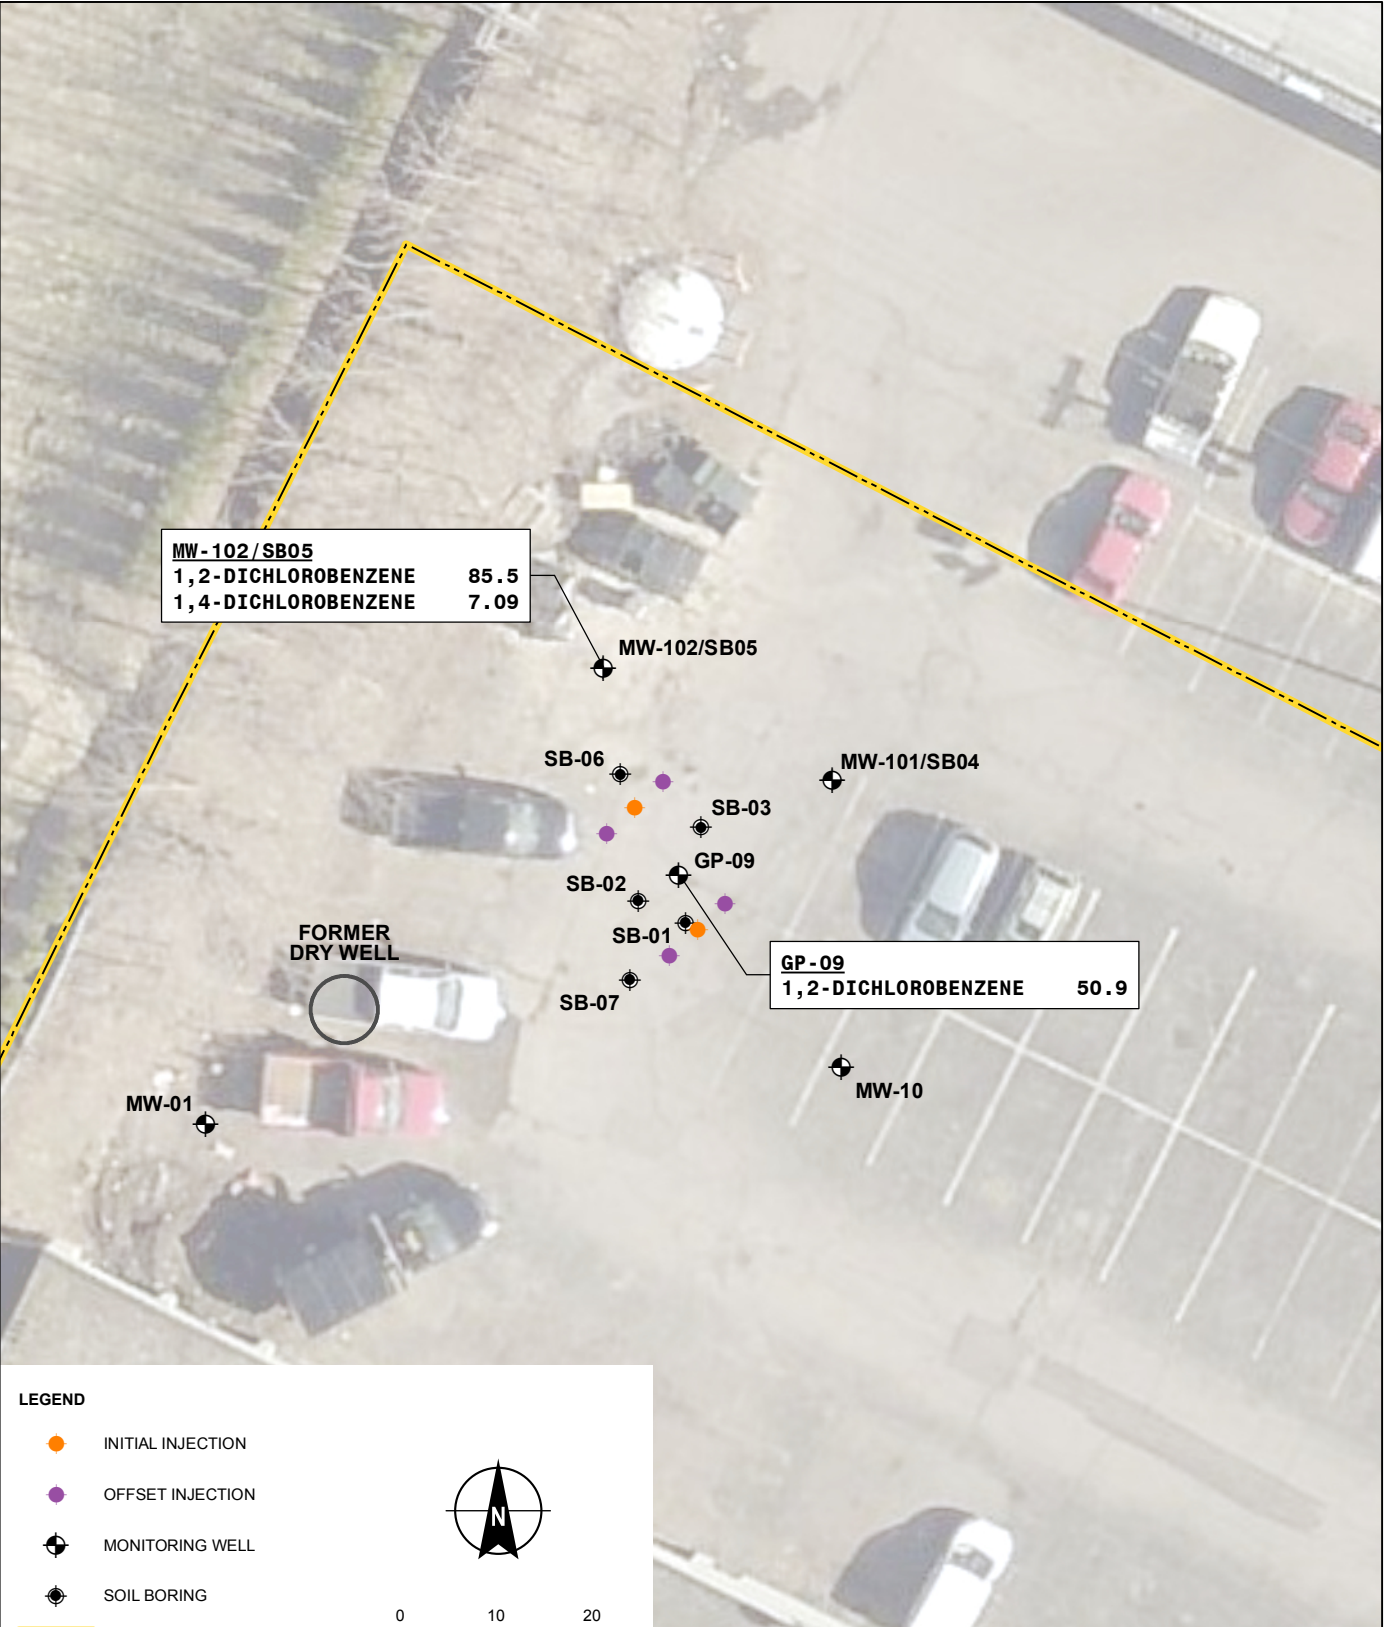 MW-102/SB05
1,2-DICHLOROBENZENE 85.5
1,4-DICHLOROBENZENE 7.09
MW-102/SB05
SB-06
MW-101/SB04
SB-03
GP-09
SB-02
SB-01
FORMER
DRY WELL
GP-09
1,2-DICHLOROBENZENE 50.9
SB-07
MW-10
MW-01
LEGEND
INITIAL INJECTION
OFFSET INJECTION
MONITORING WELL
SOIL BORING
N
0 10 20